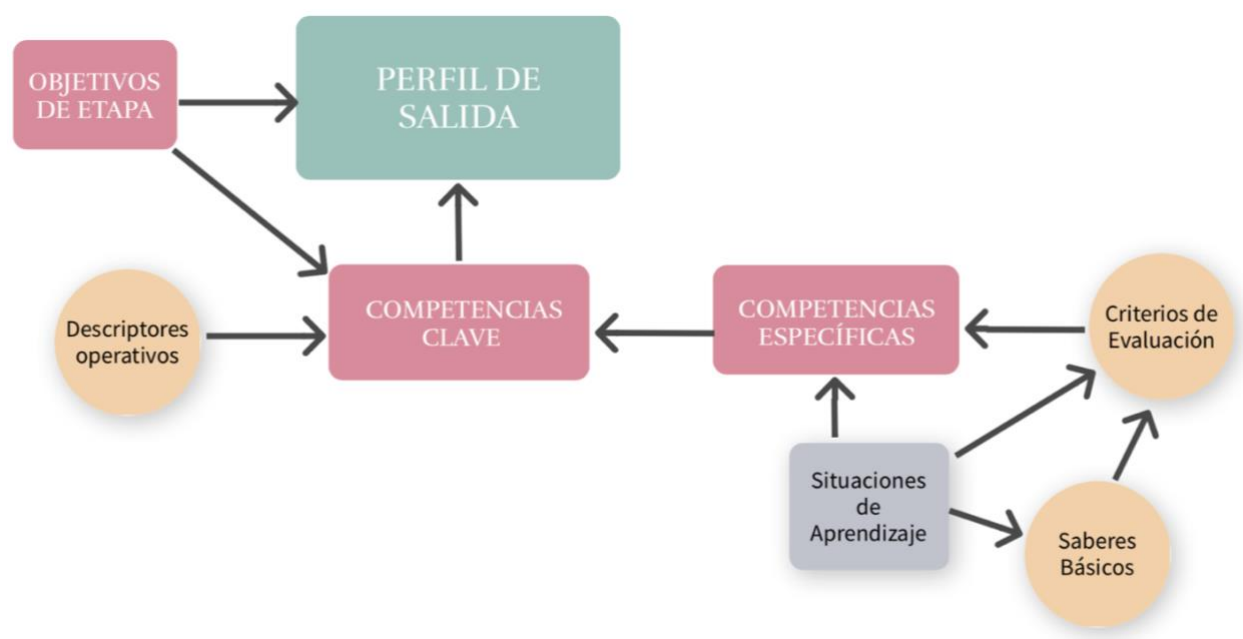 OBJETIVOS
DE ETAPA
PERFIL DE
SALIDA
Descriptores
operativos
COMPETENCIAS
CLAVE
COMPETENCIAS
ESPECÍFICAS
Criterios de
Evaluación
Situaciones
de
Aprendizaje
Saberes
Básicos